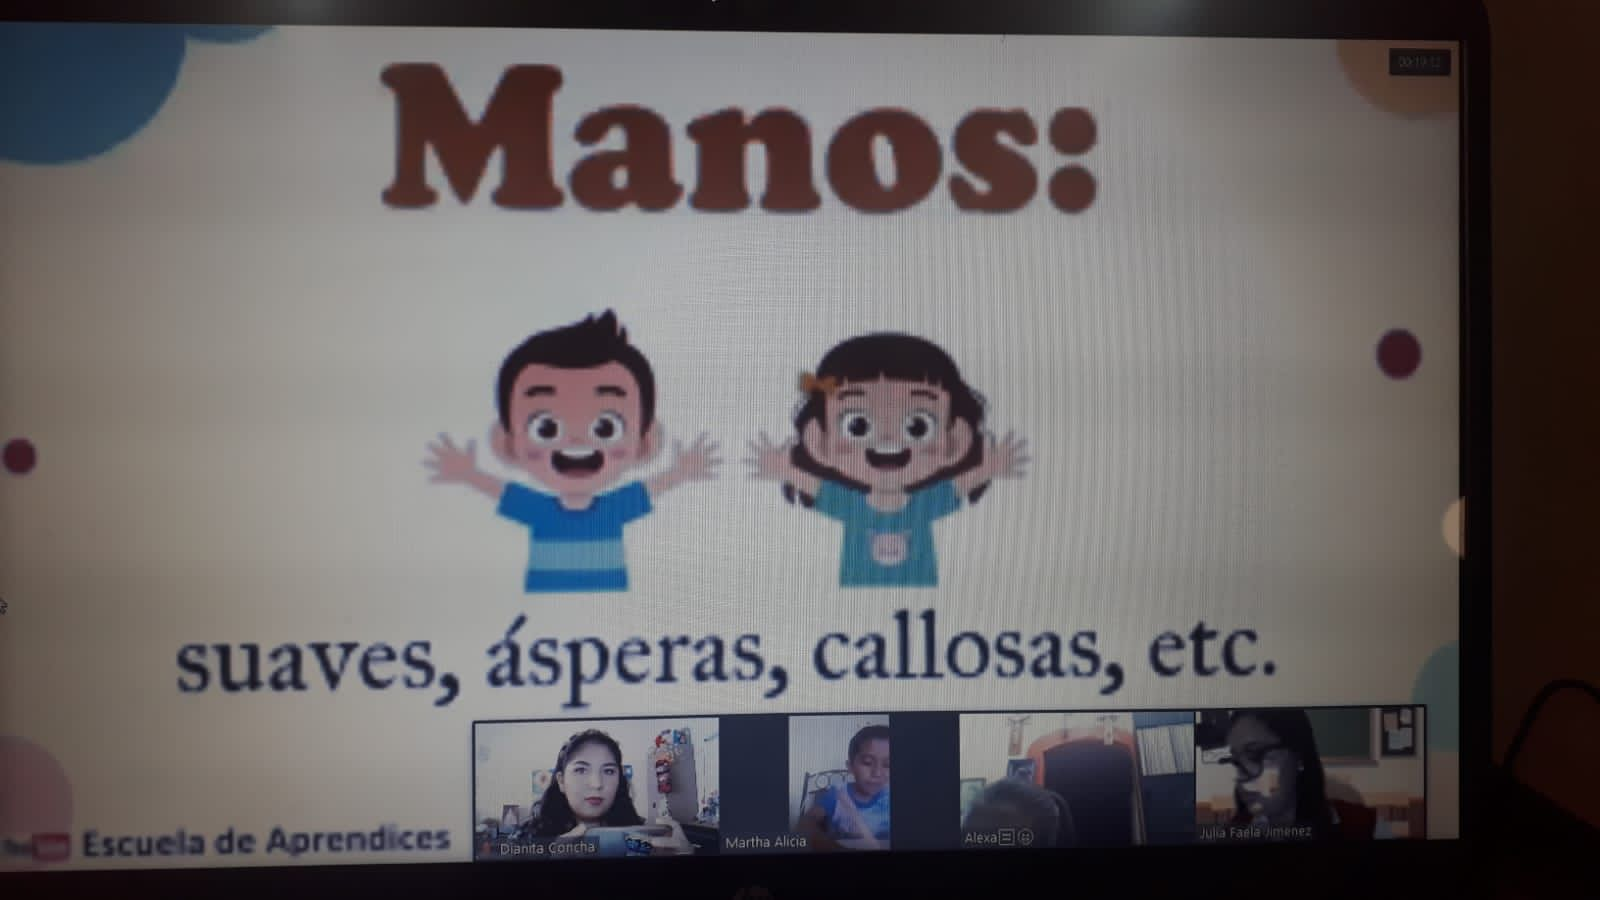 Manos:
suaves, ásperas, callosas, etc.
Escuela de Aprendices
Dianita Concha
Martha Alicia
Alexa
Julia Faela Jimenez